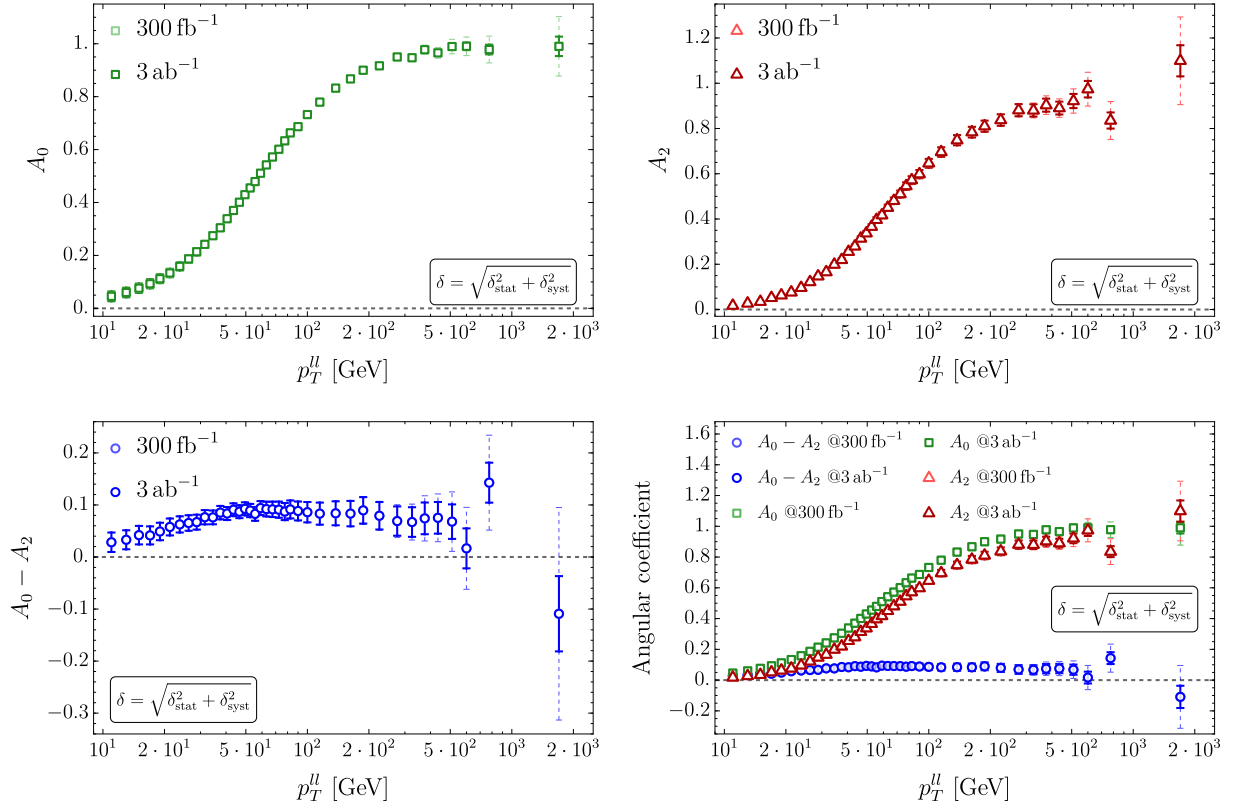 300 fb⁻¹
3 ab⁻¹
A₀
1.
0.8
0.6
0.4
0.2
0.
δ = √(δ²stat + δ²syst)
10¹ 2·10¹ 5·10¹ 10² 2·10² 5·10² 10³ 2·10³
p_T^ll [GeV]
300 fb⁻¹
3 ab⁻¹
A₂
1.2
1.
0.8
0.6
0.4
0.2
0.
δ = √(δ²stat + δ²syst)
10¹ 2·10¹ 5·10¹ 10² 2·10² 5·10² 10³ 2·10³
p_T^ll [GeV]
300 fb⁻¹
3 ab⁻¹
A₀ − A₂
0.2
0.1
0.
−0.1
−0.2
−0.3
δ = √(δ²stat + δ²syst)
10¹ 2·10¹ 5·10¹ 10² 2·10² 5·10² 10³ 2·10³
p_T^ll [GeV]
A₀ − A₂ @300 fb⁻¹
A₀ − A₂ @3 ab⁻¹
A₀ @300 fb⁻¹
A₀ @3 ab⁻¹
A₂ @300 fb⁻¹
A₂ @3 ab⁻¹
Angular coefficient
1.6
1.4
1.2
1.
0.8
0.6
0.4
0.2
0.
−0.2
δ = √(δ²stat + δ²syst)
10¹ 2·10¹ 5·10¹ 10² 2·10² 5·10² 10³ 2·10³
p_T^ll [GeV]